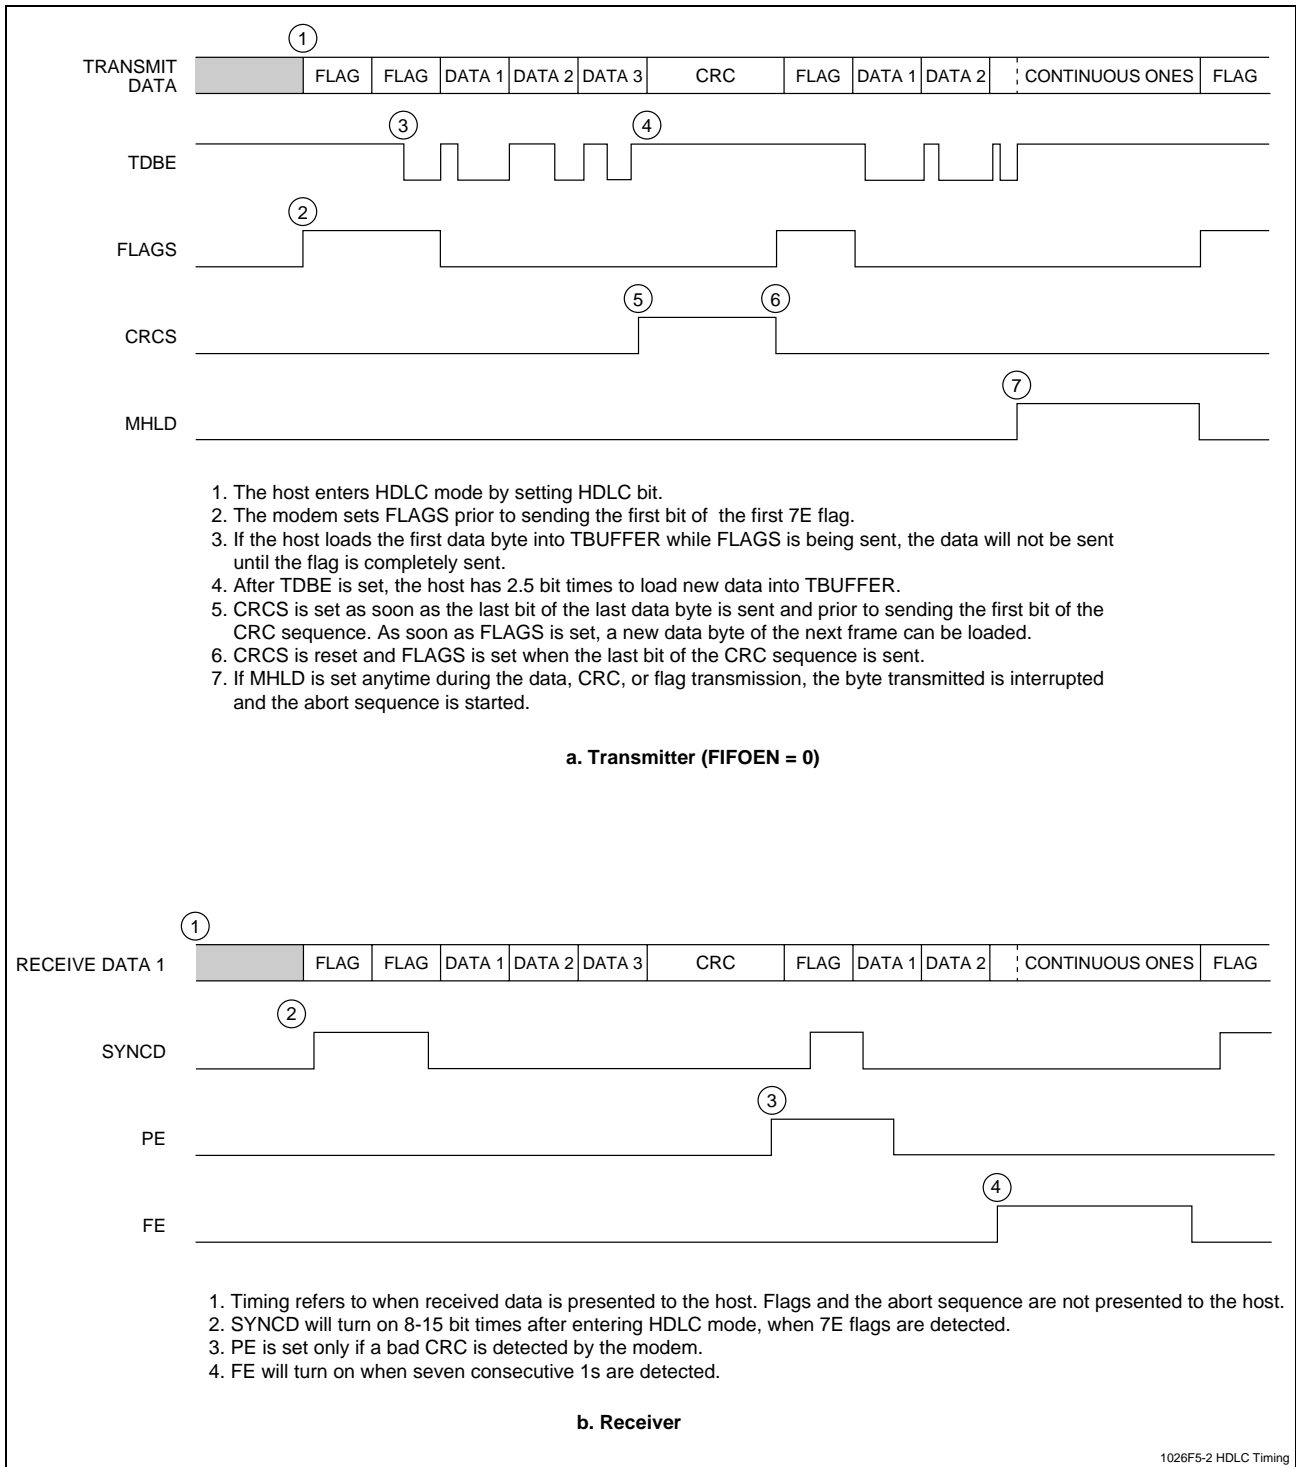 1
TRANSMIT DATA
FLAG FLAG DATA 1 DATA 2 DATA 3 CRC FLAG DATA 1 DATA 2 CONTINUOUS ONES FLAG
3 4
TDBE
2
FLAGS
5 6
CRCS
7
MHLD
1. The host enters HDLC mode by setting HDLC bit.
2. The modem sets FLAGS prior to sending the first bit of the first 7E flag.
3. If the host loads the first data byte into TBUFFER while FLAGS is being sent, the data will not be sent
until the flag is completely sent.
4. After TDBE is set, the host has 2.5 bit times to load new data into TBUFFER.
5. CRCS is set as soon as the last bit of the last data byte is sent and prior to sending the first bit of the
CRC sequence. As soon as FLAGS is set, a new data byte of the next frame can be loaded.
6. CRCS is reset and FLAGS is set when the last bit of the CRC sequence is sent.
7. If MHLD is set anytime during the data, CRC, or flag transmission, the byte transmitted is interrupted
and the abort sequence is started.
a. Transmitter (FIFOEN = 0)
1
RECEIVE DATA 1
FLAG FLAG DATA 1 DATA 2 DATA 3 CRC FLAG DATA 1 DATA 2 CONTINUOUS ONES FLAG
2
SYNCD
3
PE
4
FE
1. Timing refers to when received data is presented to the host. Flags and the abort sequence are not presented to the host.
2. SYNCD will turn on 8-15 bit times after entering HDLC mode, when 7E flags are detected.
3. PE is set only if a bad CRC is detected by the modem.
4. FE will turn on when seven consecutive 1s are detected.
b. Receiver
1026F5-2 HDLC Timing